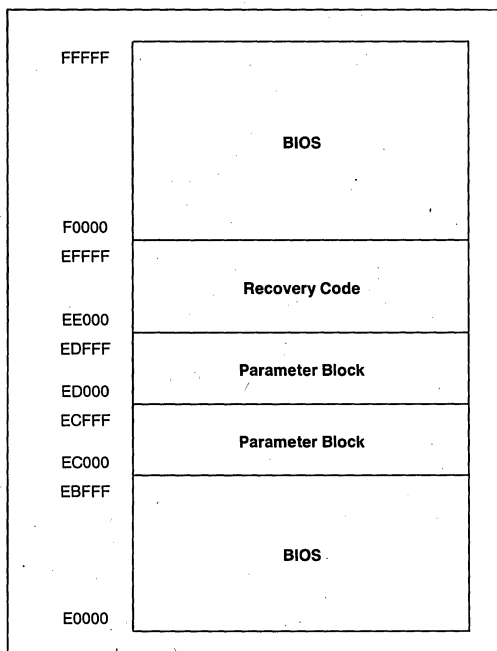 FFFFF
BIOS
F0000
EFFFF
Recovery Code
EE000
EDFFF
Parameter Block
ED000
ECFFF
Parameter Block
EC000
EBFFF
BIOS
E0000